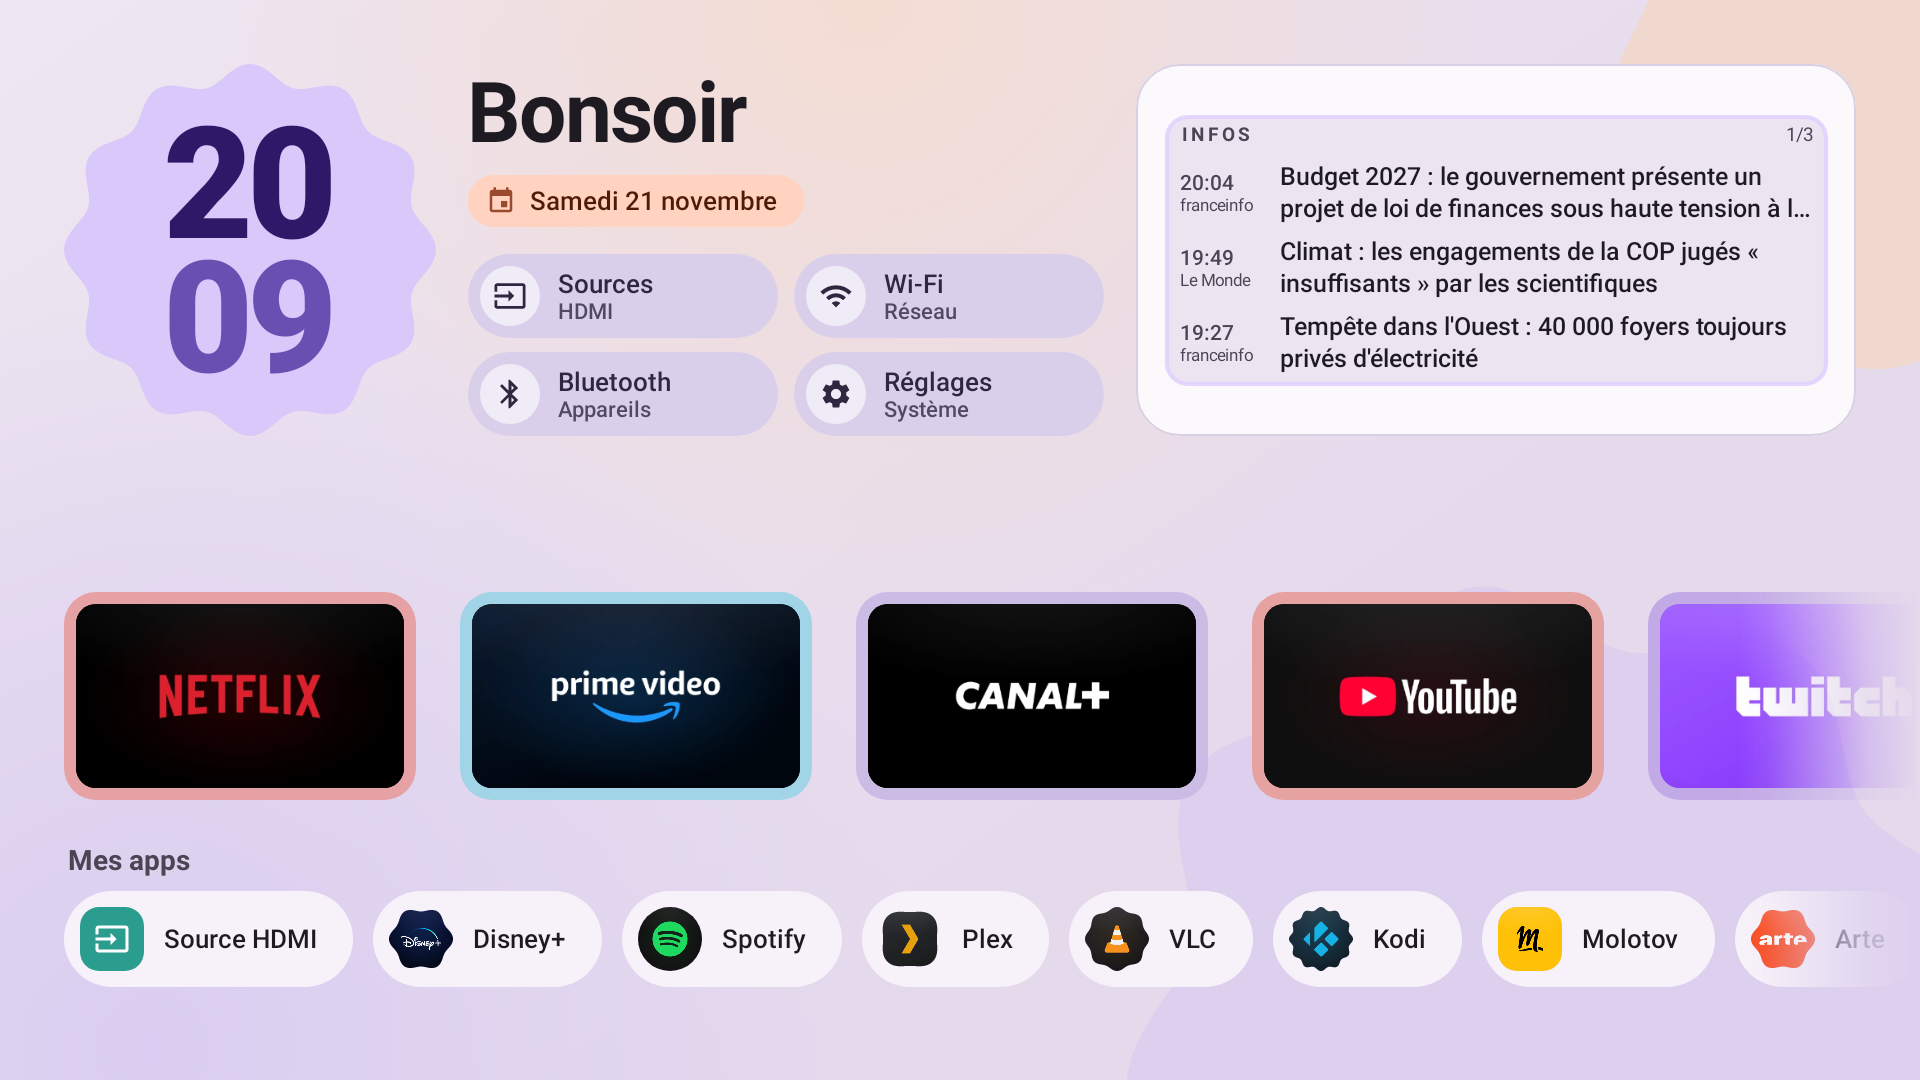 20
09
Bonsoir
Samedi 21 novembre
Sources
HDMI
Wi-Fi
Réseau
Bluetooth
Appareils
Réglages
Système
INFOS
1/3
20:04
franceinfo
Budget 2027 : le gouvernement présente un
projet de loi de finances sous haute tension à l...
19:49
Le Monde
Climat : les engagements de la COP jugés «
insuffisants » par les scientifiques
19:27
franceinfo
Tempête dans l'Ouest : 40 000 foyers toujours
privés d'électricité
NETFLIX
prime video
CANAL+
YouTube
twitch
Mes apps
Source HDMI
Disney+
Disney+
Spotify
Plex
VLC
Kodi
M.
Molotov
arte
Arte